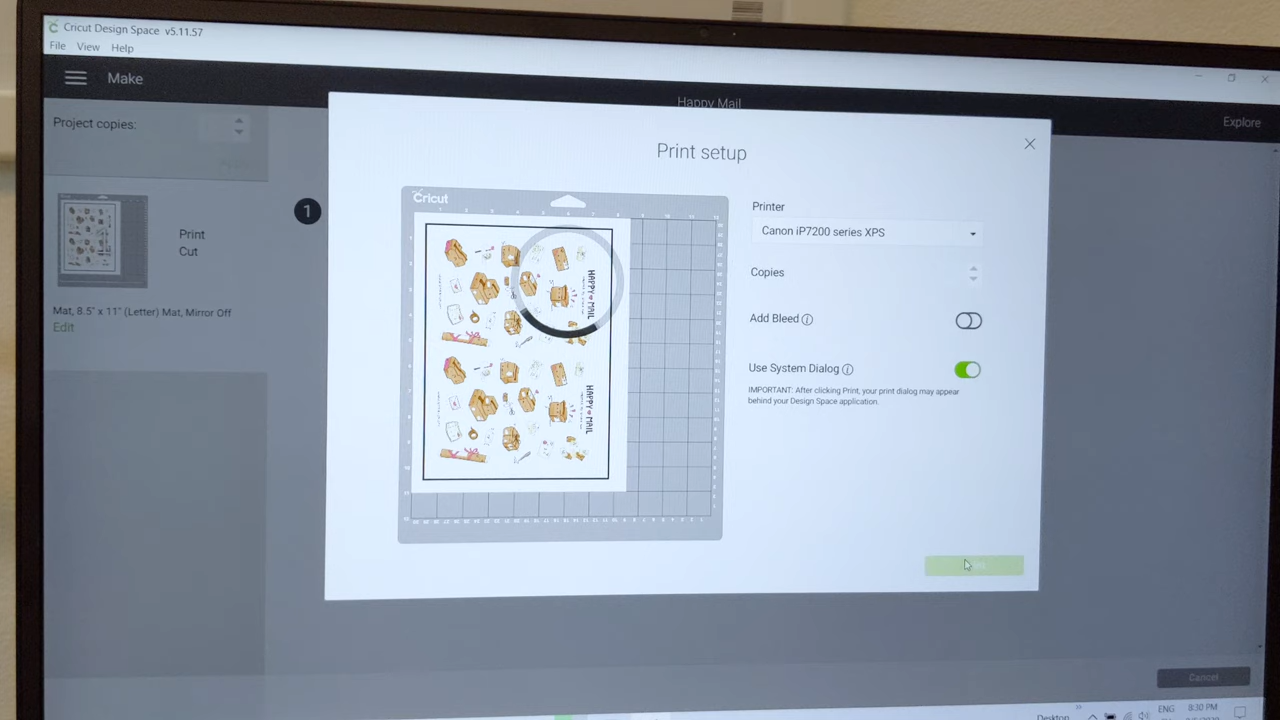 Cricut Design Space v5.11.57
File View Help
Make
Happy Mail
Explore
Project copies:
1
Print
Cut
Mat, 8.5" x 11" (Letter) Mat, Mirror Off
Edit
Print setup
Cricut
HAPPY MAIL
HAPPY MAIL
Printer
Canon iP7200 series XPS
Copies
Add Bleed
Use System Dialog
IMPORTANT: After clicking Print, your print dialog may appear
behind your Design Space application.
Cancel
Desktop
ENG
8:30 PM